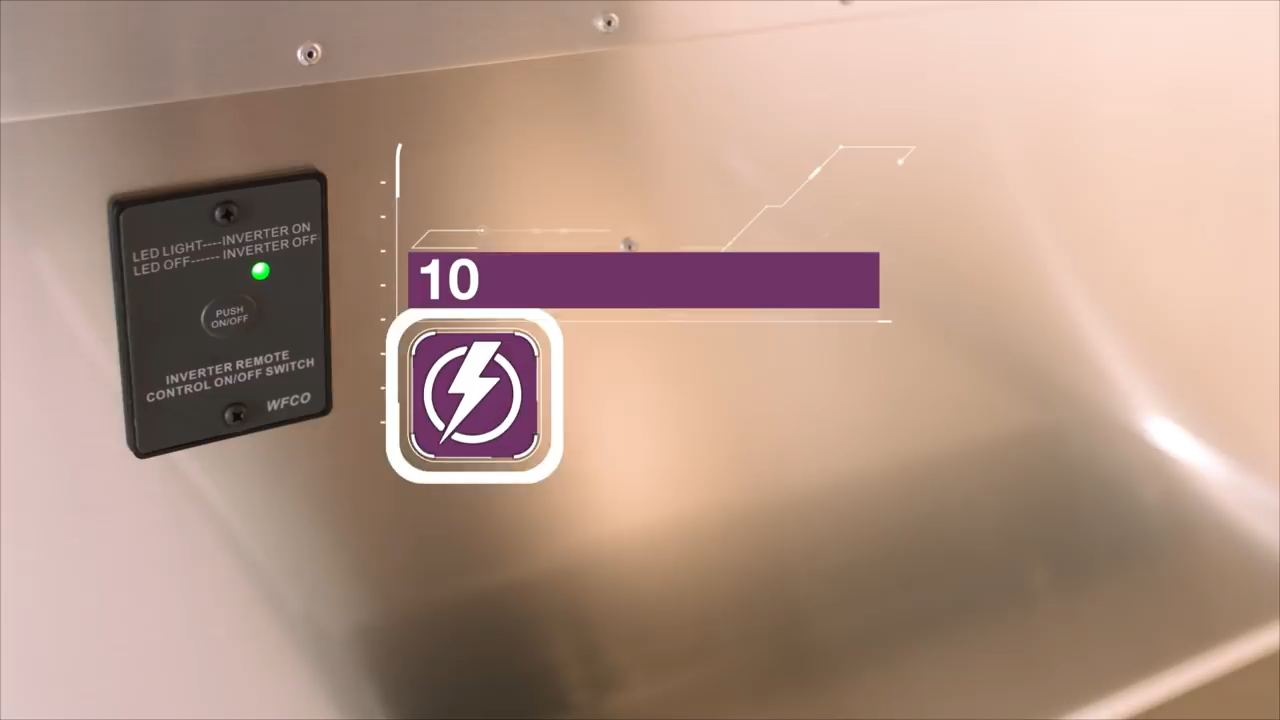 LED LIGHT----INVERTER ON
LED OFF------ INVERTER OFF
PUSH
ON/OFF
INVERTER REMOTE
CONTROL ON/OFF SWITCH
WFCO
10